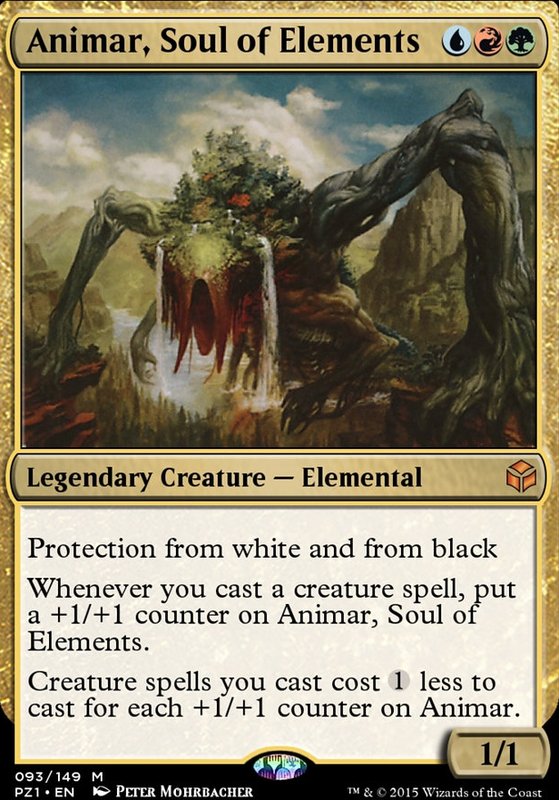 Animar, Soul of Elements
Legendary Creature — Elemental
Protection from white and from black
Whenever you cast a creature spell, put
a +1/+1 counter on Animar, Soul of
Elements.
Creature spells you cast cost 1 less to
cast for each +1/+1 counter on Animar.
1/1
093/149 M
PZ1 • EN Peter Mohrbacher
™ & © 2015 Wizards of the Coast